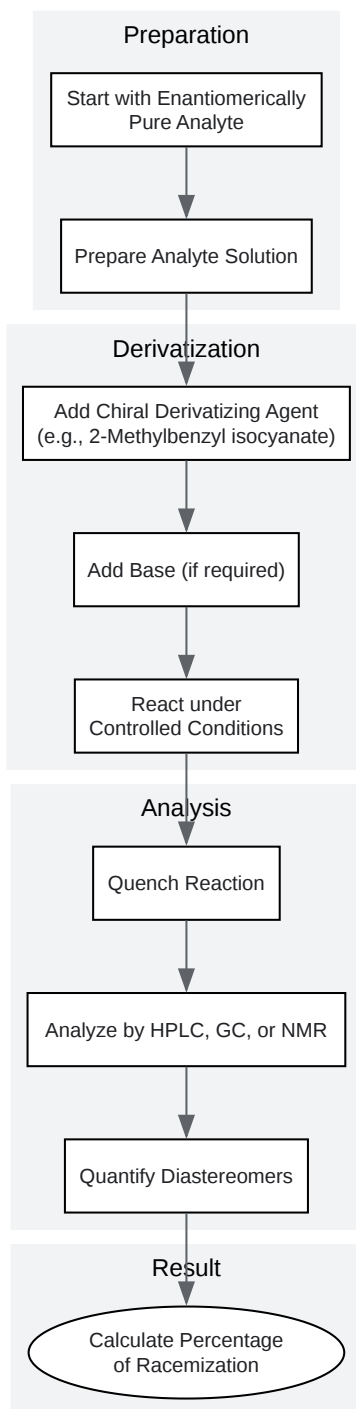 Preparation
Start with Enantiomerically
Pure Analyte
Prepare Analyte Solution
Derivatization
Add Chiral Derivatizing Agent
(e.g., 2-Methylbenzyl isocyanate)
Add Base (if required)
React under
Controlled Conditions
Analysis
Quench Reaction
Analyze by HPLC, GC, or NMR
Quantify Diastereomers
Result
Calculate Percentage
of Racemization